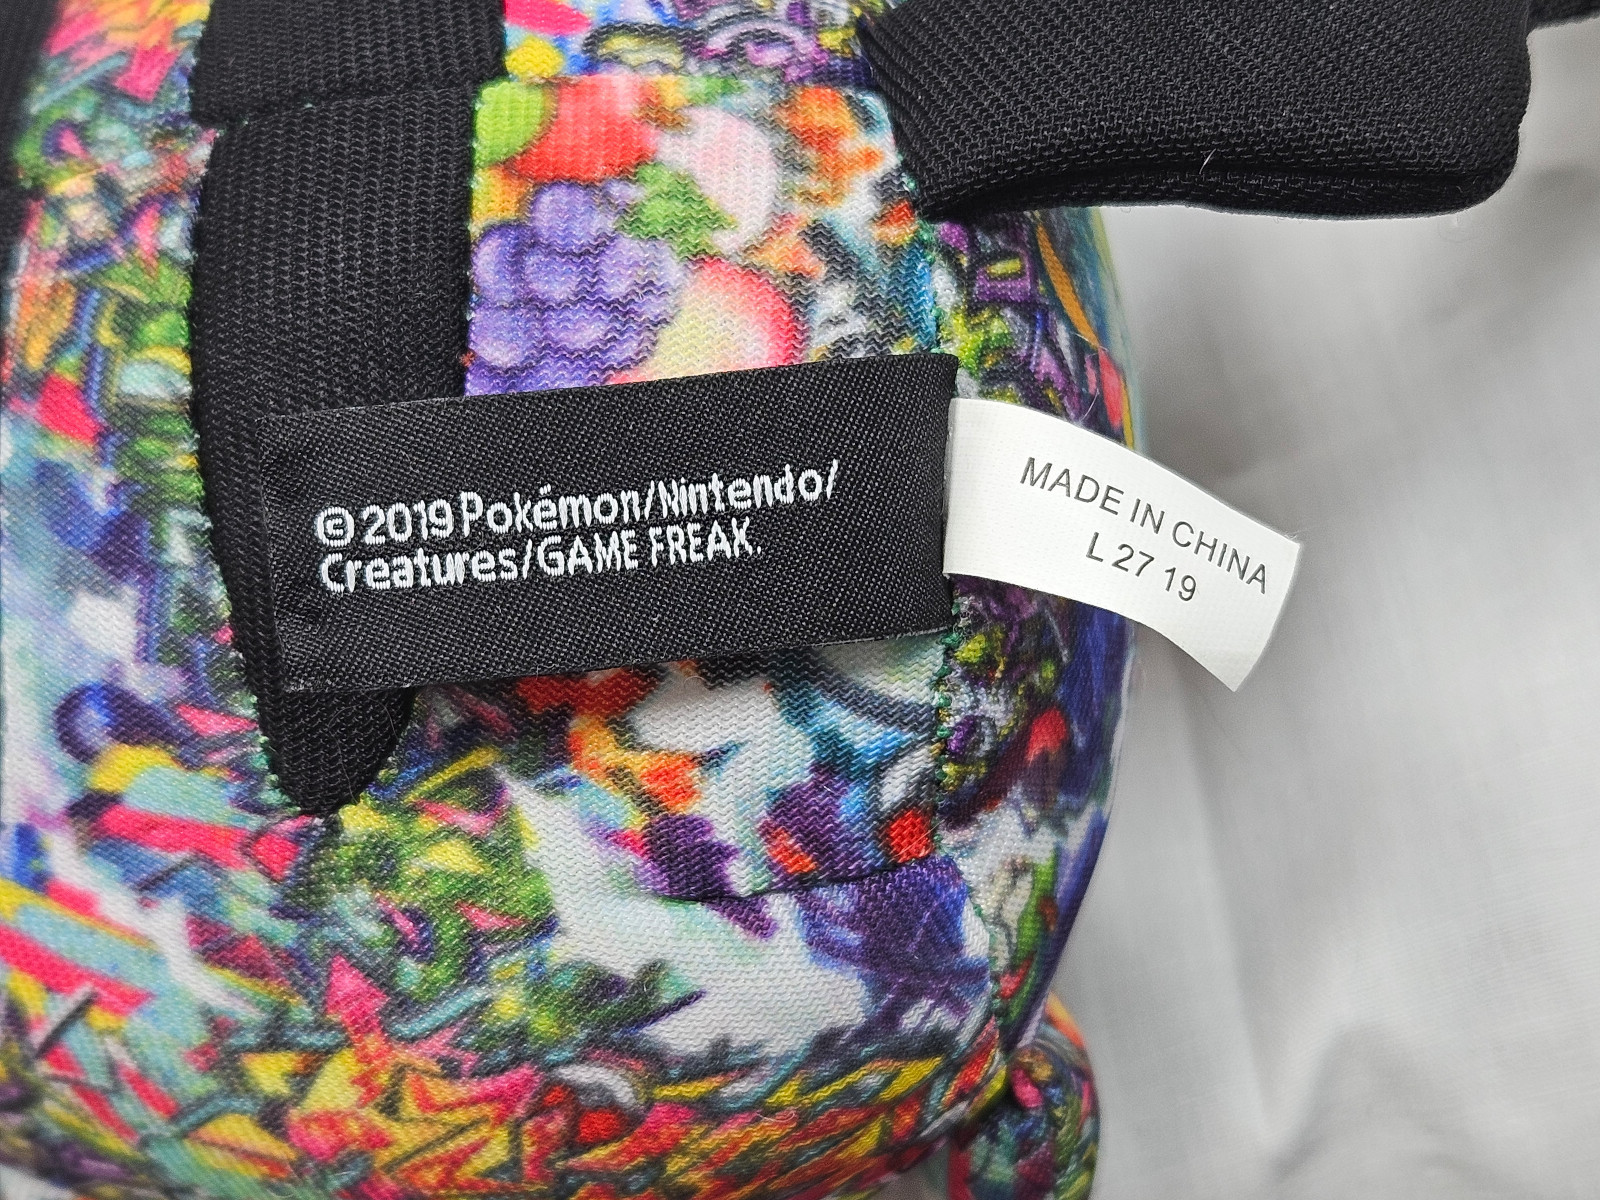 © 2019 Pokémon/Nintendo/
Creatures/GAME FREAK.
MADE IN CHINA
L 27 19